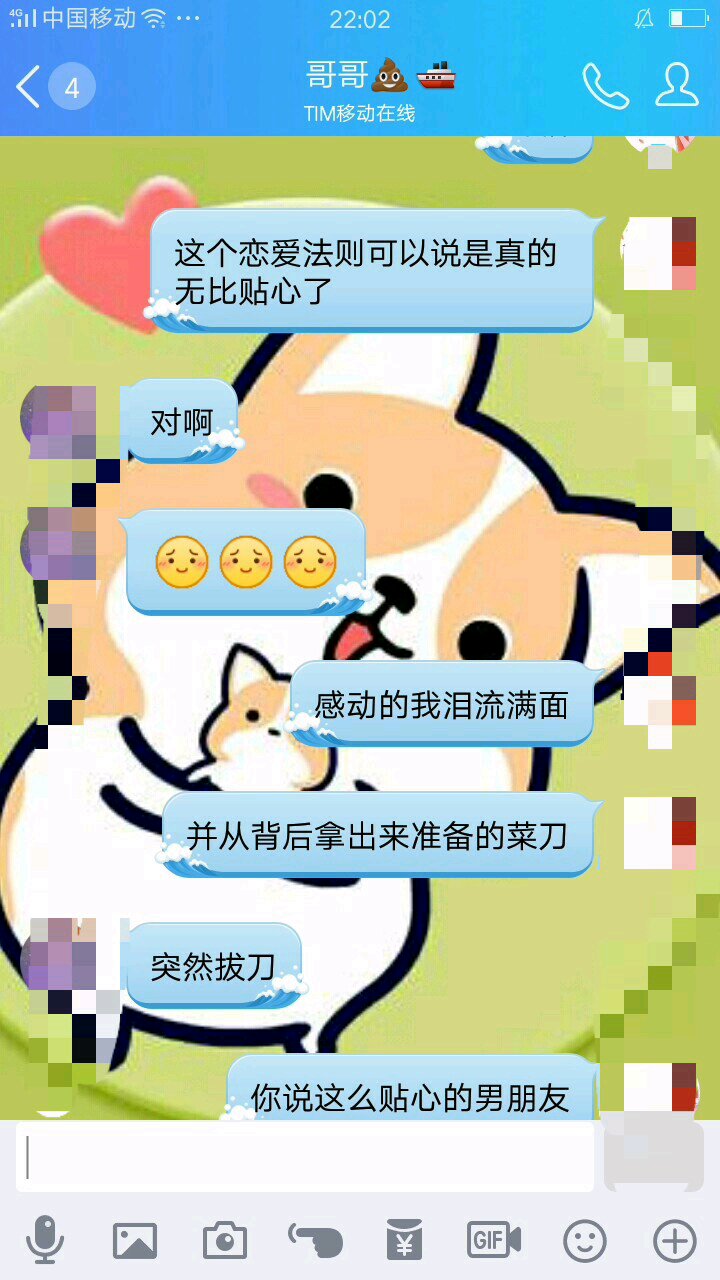 4G 中国移动 22:02
4
哥哥💩🚢
TIM移动在线
这个恋爱法则可以说是真的
无比贴心了
对啊
感动的我泪流满面
并从背后拿出来准备的菜刀
突然拔刀
你说这么贴心的男朋友
¥
GIF